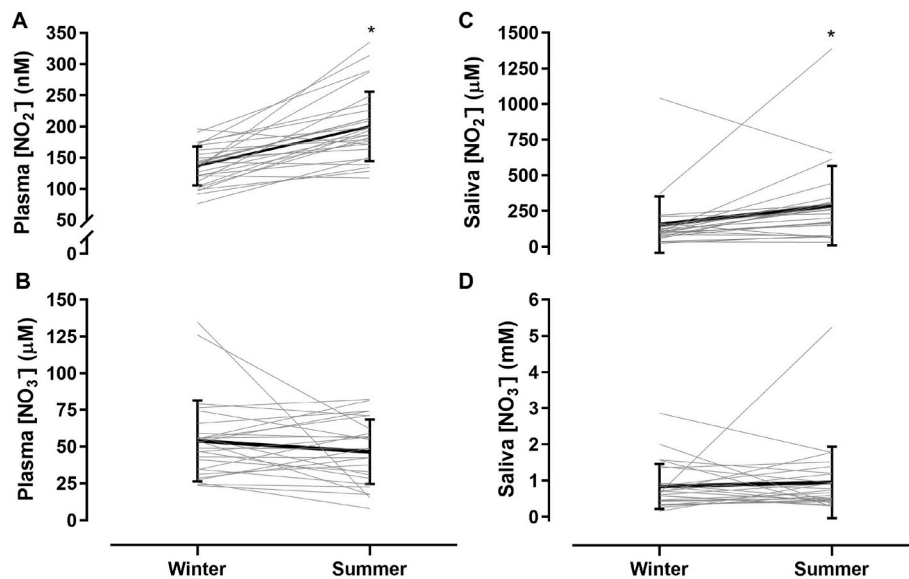 A
Plasma [NO₂⁻] (nM)
350
300
250
200
150
100
50
0
*
B
Plasma [NO₃⁻] (μM)
150
125
100
75
50
25
0
Winter
Summer
C
Saliva [NO₂⁻] (μM)
1500
1250
1000
750
500
250
0
*
D
Saliva [NO₃⁻] (mM)
6
5
4
3
2
1
0
Winter
Summer